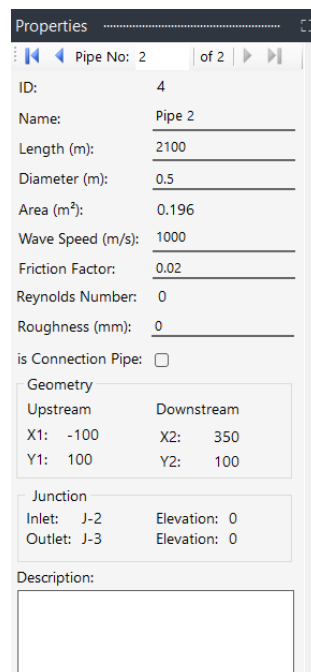 Properties
Pipe No: 2 of 2
ID: 4
Name: Pipe 2
Length (m): 2100
Diameter (m): 0.5
Area (m²): 0.196
Wave Speed (m/s): 1000
Friction Factor: 0.02
Reynolds Number: 0
Roughness (mm): 0
is Connection Pipe:
Geometry
Upstream Downstream
X1: -100 X2: 350
Y1: 100 Y2: 100
Junction
Inlet: J-2 Elevation: 0
Outlet: J-3 Elevation: 0
Description: